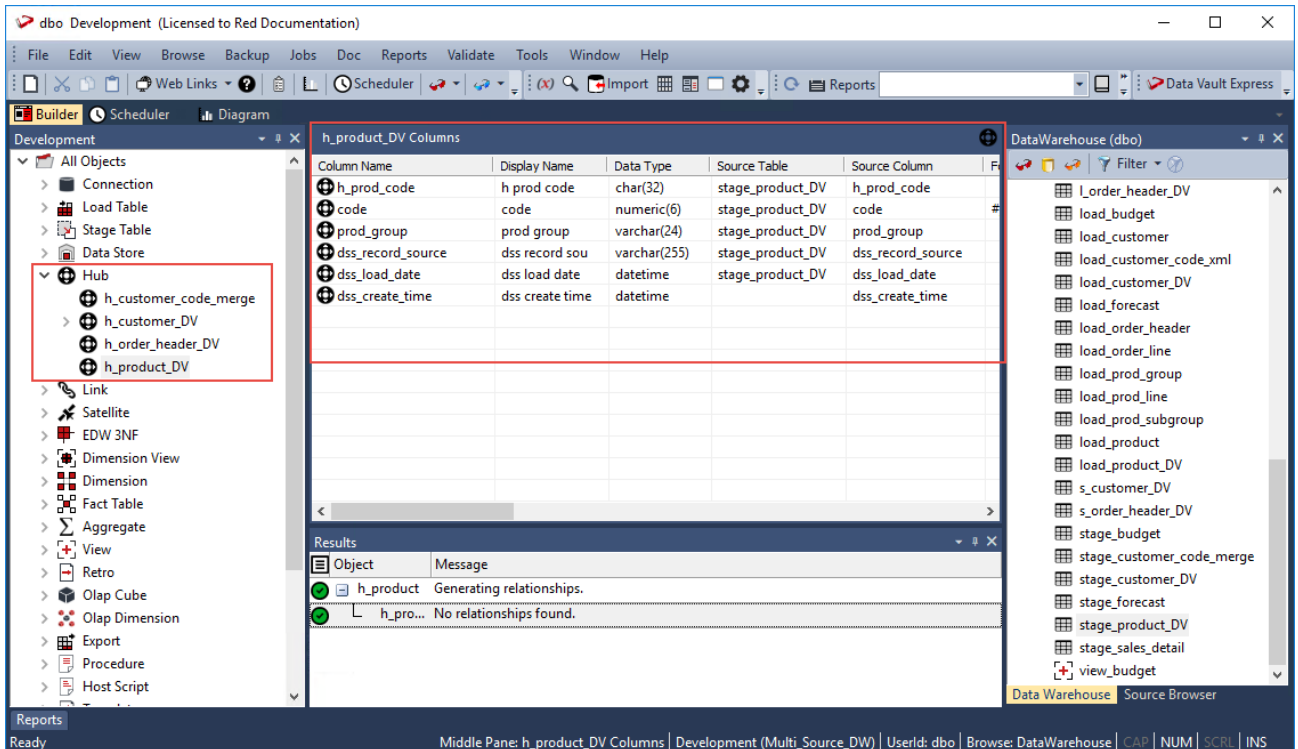 dbo Development (Licensed to Red Documentation)
File Edit View Browse Backup Jobs Doc Reports Validate Tools Window Help
Web Links Scheduler (x) Import Reports Data Vault Express
Builder Scheduler Diagram
Development
All Objects
Connection
Load Table
Stage Table
Data Store
Hub
h_customer_code_merge
h_customer_DV
h_order_header_DV
h_product_DV
Link
Satellite
EDW 3NF
Dimension View
Dimension
Fact Table
Aggregate
View
Retro
Olap Cube
Olap Dimension
Export
Procedure
Host Script
h_product_DV Columns
Column Name Display Name Data Type Source Table Source Column
h_prod_code h prod code char(32) stage_product_DV h_prod_code
code code numeric(6) stage_product_DV code #
prod_group prod group varchar(24) stage_product_DV prod_group
dss_record_source dss record sou varchar(255) stage_product_DV dss_record_source
dss_load_date dss load date datetime stage_product_DV dss_load_date
dss_create_time dss create time datetime dss_create_time
Results
Object Message
h_product Generating relationships.
h_pro... No relationships found.
DataWarehouse (dbo)
Filter
l_order_header_DV
load_budget
load_customer
load_customer_code_xml
load_customer_DV
load_forecast
load_order_header
load_order_line
load_prod_group
load_prod_line
load_prod_subgroup
load_product
load_product_DV
s_customer_DV
s_order_header_DV
stage_budget
stage_customer_code_merge
stage_customer_DV
stage_forecast
stage_product_DV
stage_sales_detail
view_budget
Data Warehouse Source Browser
Reports
Ready Middle Pane: h_product_DV Columns Development (Multi_Source_DW) UserId: dbo Browse: DataWarehouse CAP NUM SCRL INS